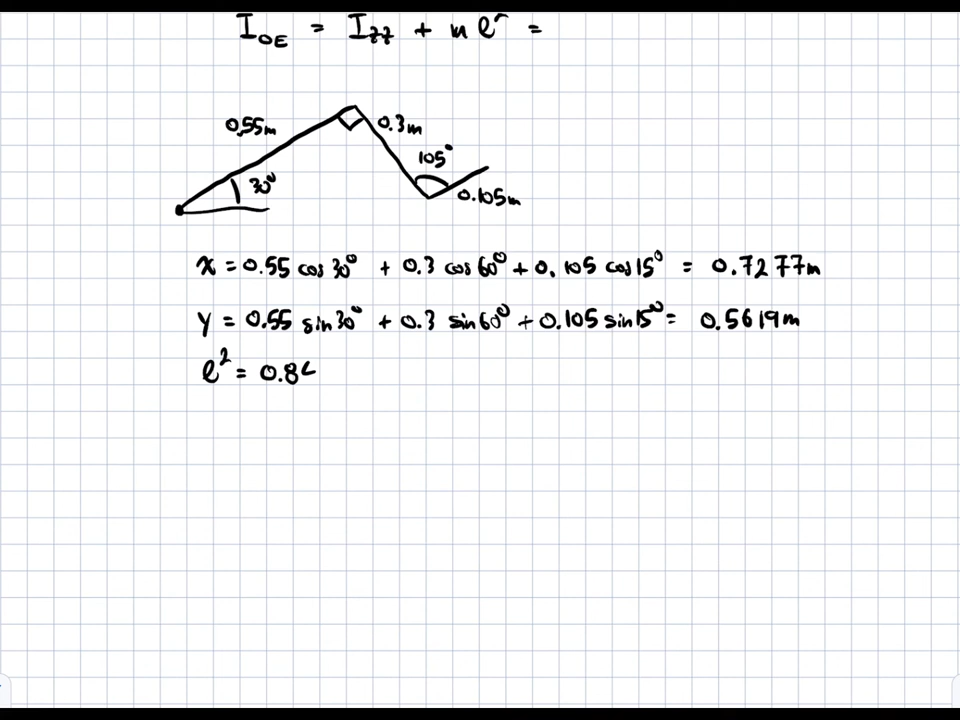 I_OE = I_zz + m l² =
0.55m
0.3m
105°
30°
0.105m
x = 0.55 cos 30° + 0.3 cos 60° + 0.105 cos 15° = 0.7277m
y = 0.55 sin 30° + 0.3 sin 60° + 0.105 sin 15° = 0.5619m
l² = 0.8